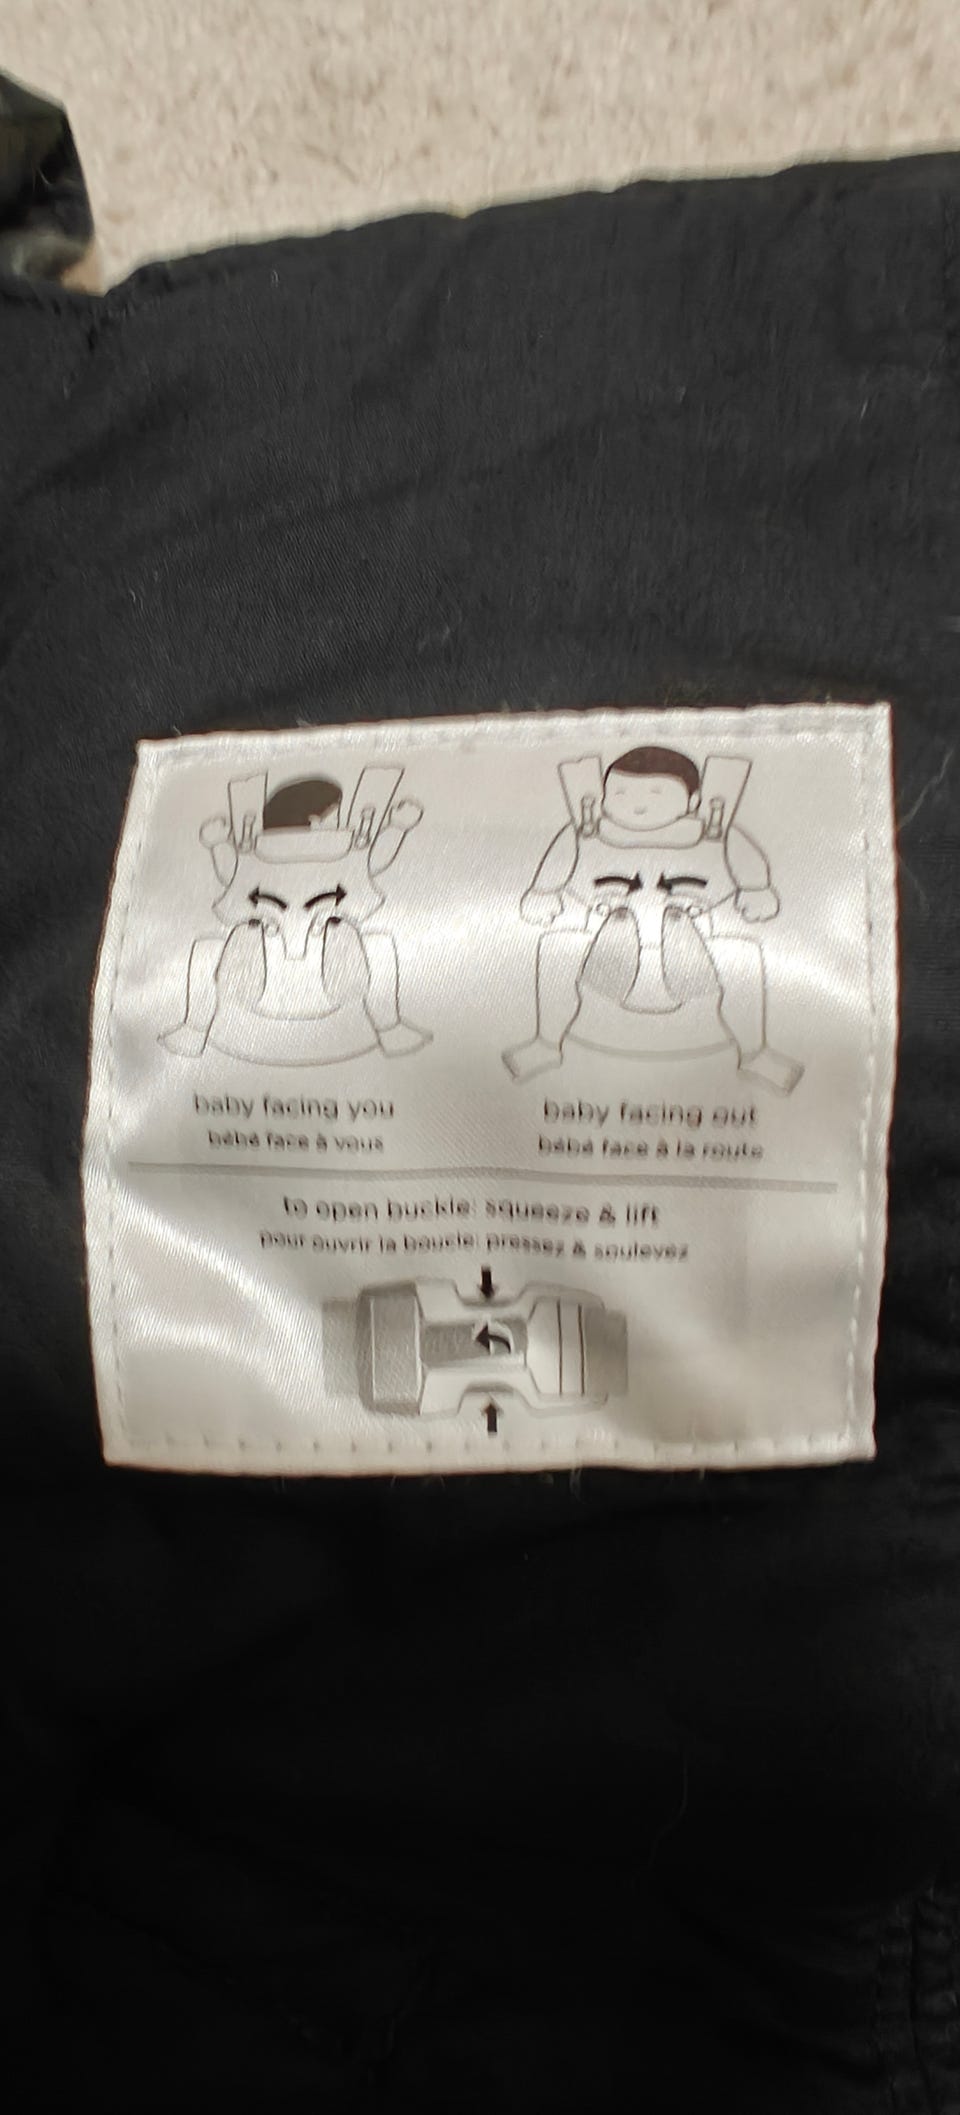 baby facing you
bébé face à vous
baby facing out
bébé face à la route
to open buckle: squeeze & lift
pour ouvrir la boucle: pressez & soulevez